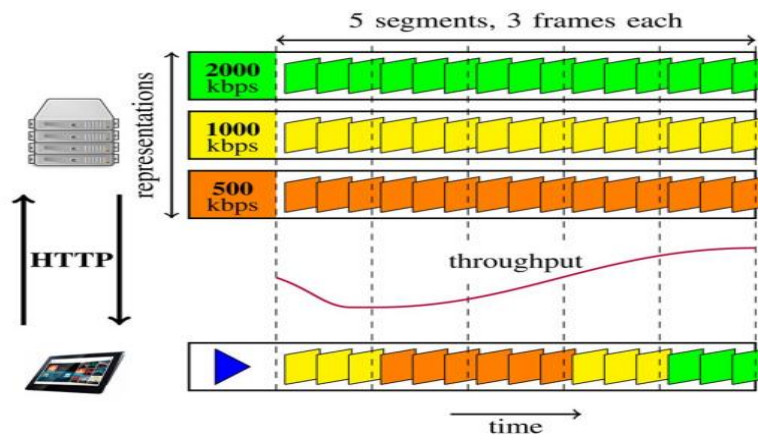 5 segments, 3 frames each
representations
2000
kbps
1000
kbps
500
kbps
HTTP
throughput
time